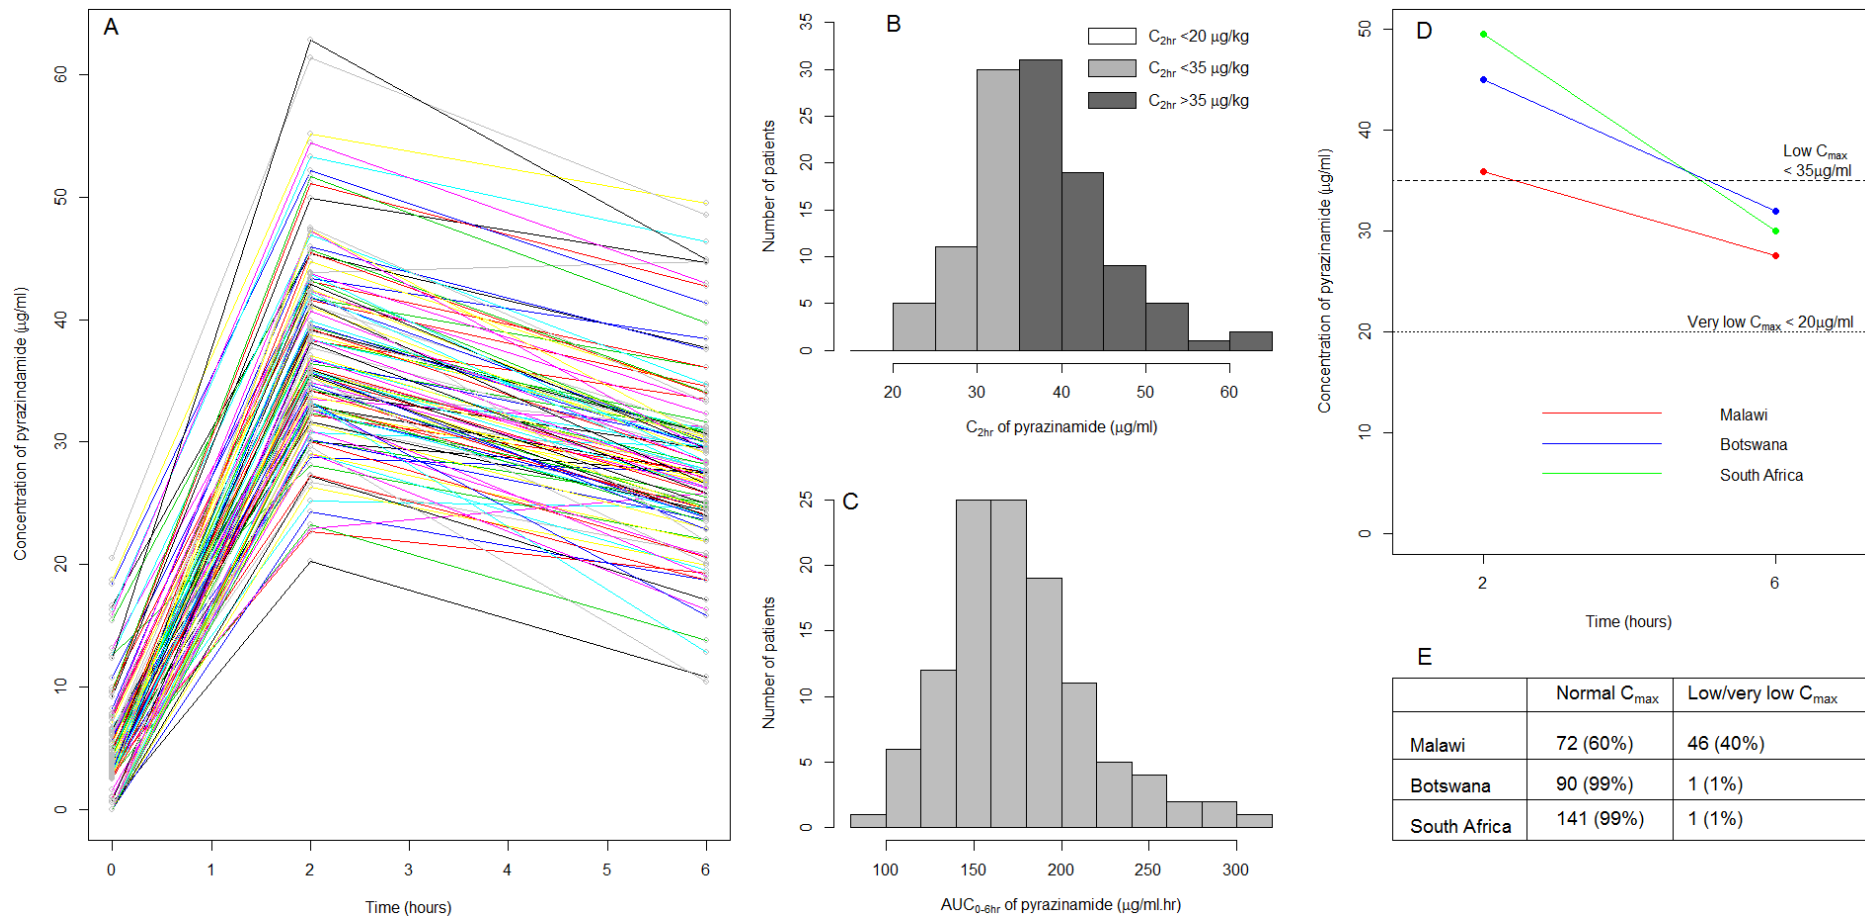 A
Concentration of pyrazindamide (µg/ml)
60
50
40
30
20
10
0
0 1 2 3 4 5 6
Time (hours)
B
Number of patients
35
30
25
20
15
10
5
0
C2hr <20 µg/kg
C2hr <35 µg/kg
C2hr >35 µg/kg
20 30 40 50 60
C2hr of pyrazinamide (µg/ml)
C
Number of patients
25
20
15
10
5
0
100 150 200 250 300
AUC0-6hr of pyrazinamide (µg/ml.hr)
D
Concentration of pyrazinamide (µg/ml)
50
40
30
20
10
0
Low Cmax
< 35µg/ml
Very low Cmax < 20µg/ml
Malawi
Botswana
South Africa
2 6
Time (hours)
E
Normal Cmax Low/very low Cmax
Malawi 72 (60%) 46 (40%)
Botswana 90 (99%) 1 (1%)
South Africa 141 (99%) 1 (1%)